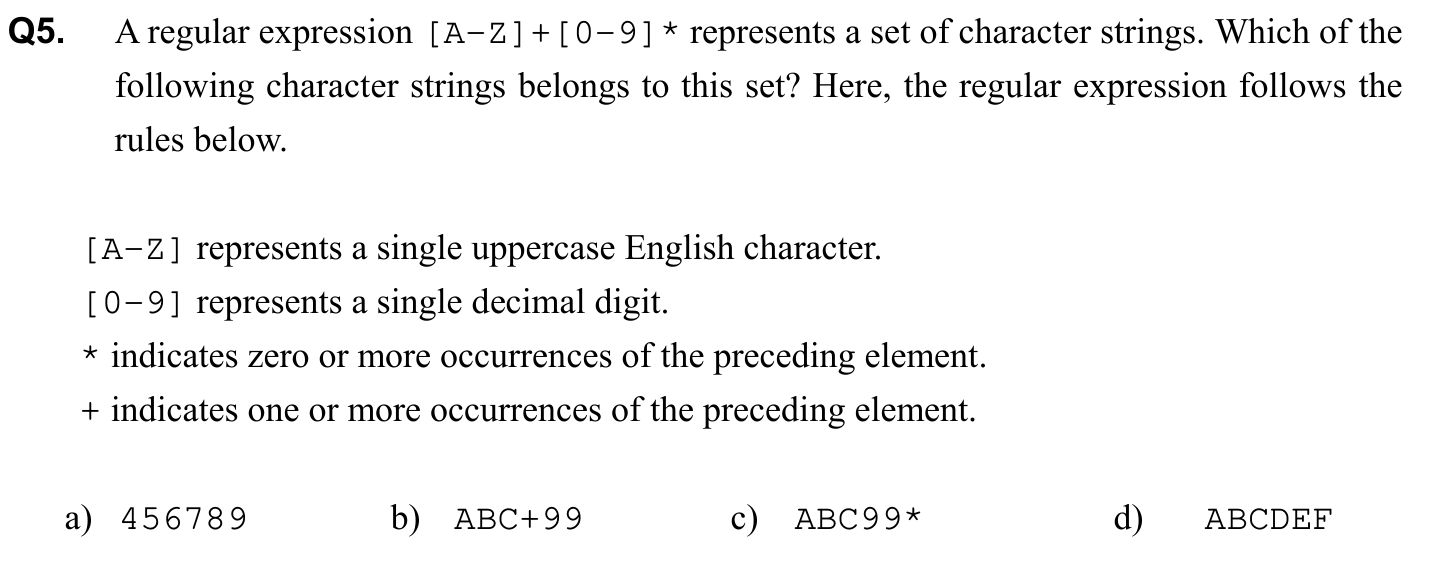 Q5. A regular expression [A-Z]+[0-9]* represents a set of character strings. Which of the
following character strings belongs to this set? Here, the regular expression follows the
rules below.
[A-Z] represents a single uppercase English character.
[0-9] represents a single decimal digit.
* indicates zero or more occurrences of the preceding element.
+ indicates one or more occurrences of the preceding element.
a) 456789 b) ABC+99 c) ABC99* d) ABCDEF